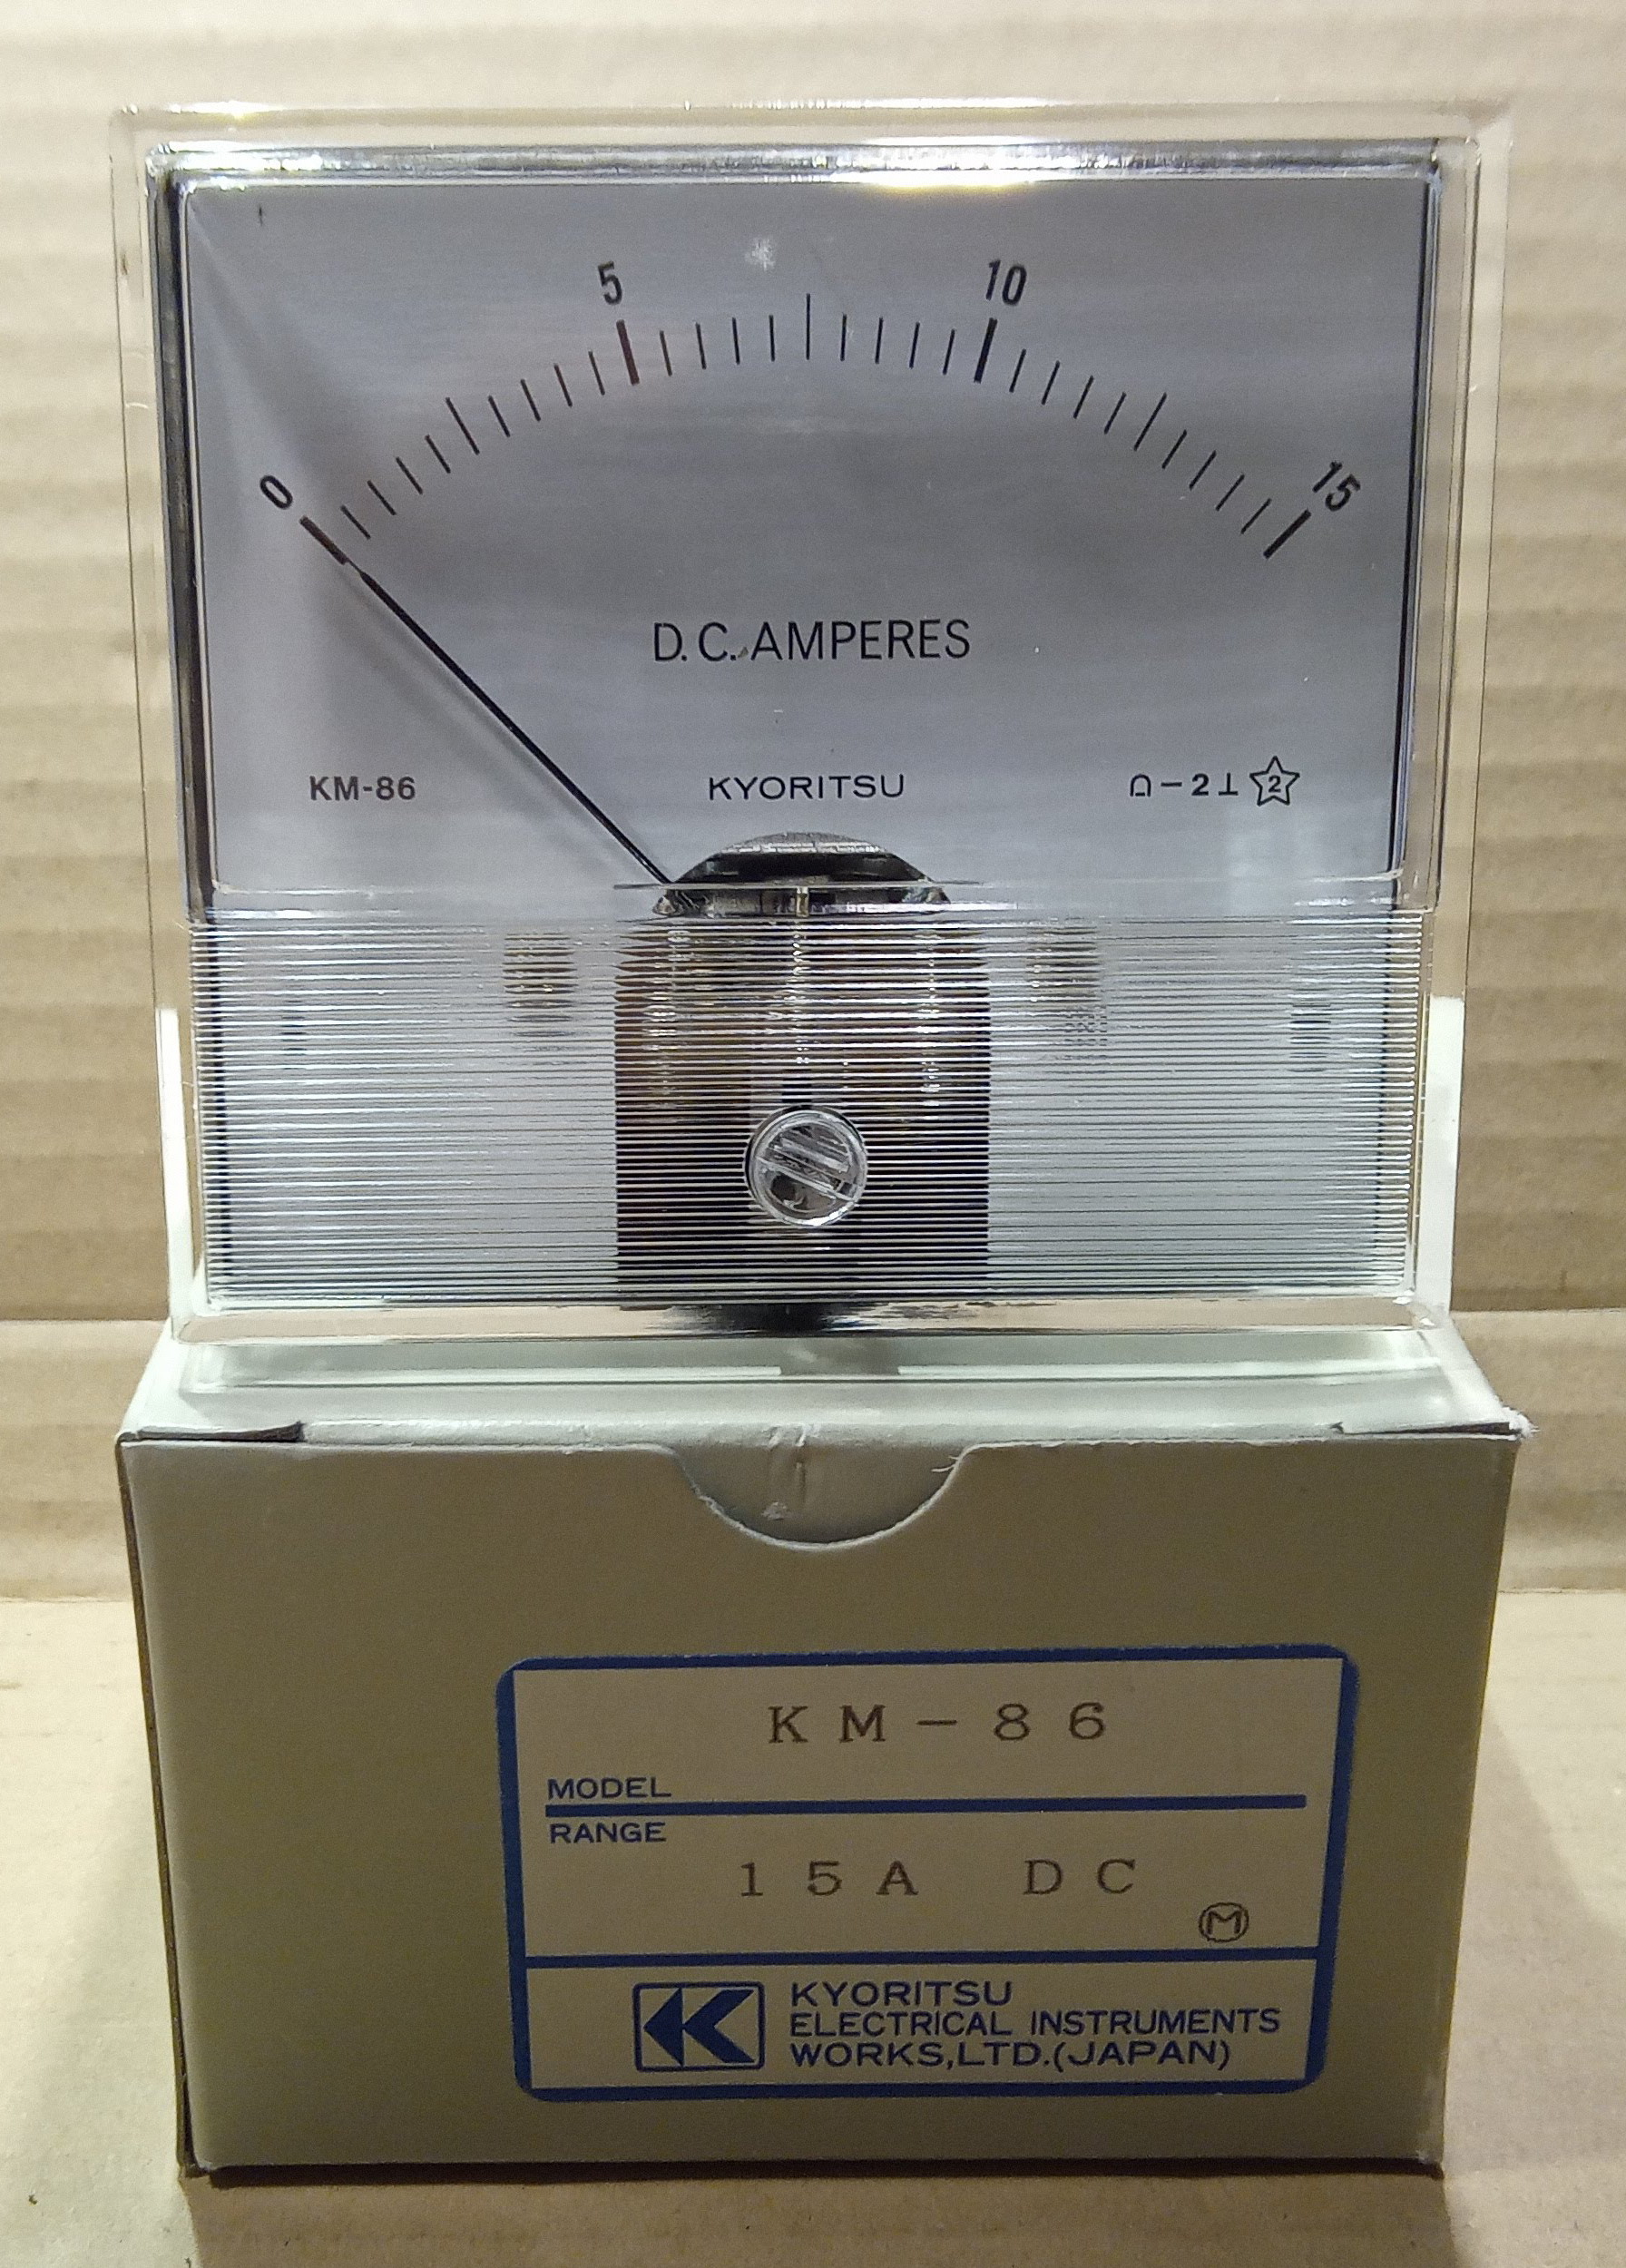 0 5 10 15
D.C. AMPERES
KM-86 KYORITSU ∩ − 2 ⊥ 2
KM-86
MODEL
RANGE
15A DC
M
K
KYORITSU
ELECTRICAL INSTRUMENTS
WORKS,LTD.(JAPAN)